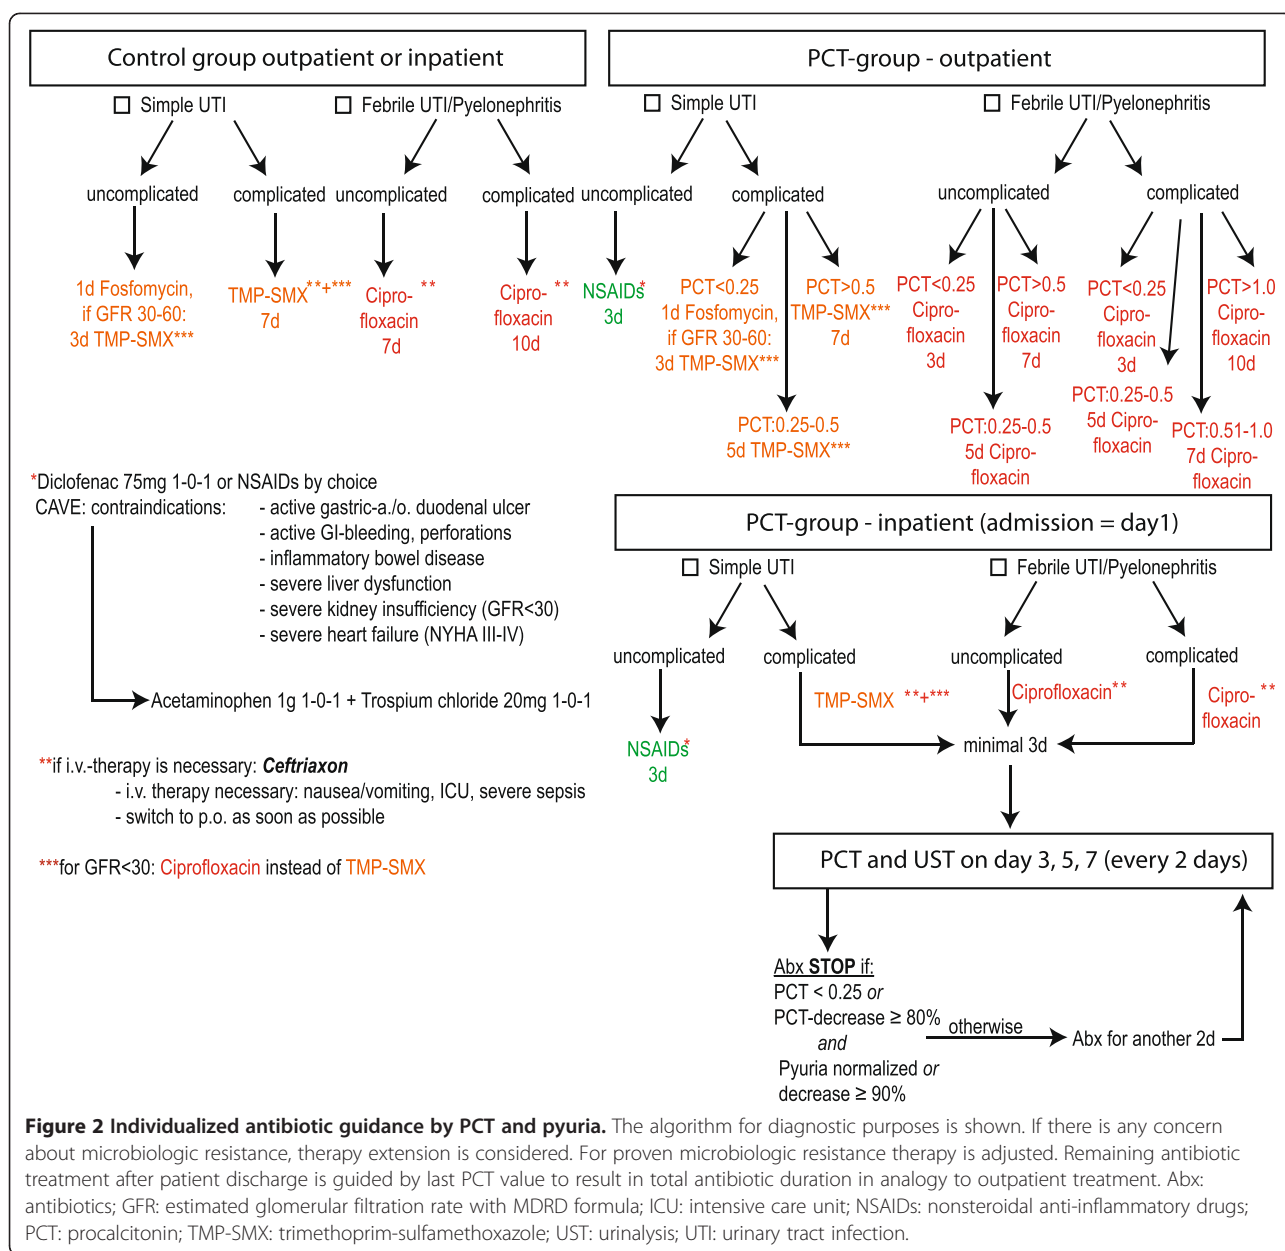 Control group outpatient or inpatient
Simple UTI
Febrile UTI/Pyelonephritis
uncomplicated
complicated
uncomplicated
complicated
1d Fosfomycin,
if GFR 30-60:
3d TMP-SMX***
TMP-SMX**+***
7d
Cipro- **
floxacin
7d
Cipro- **
floxacin
10d
PCT-group - outpatient
Simple UTI
Febrile UTI/Pyelonephritis
uncomplicated
complicated
uncomplicated
complicated
NSAIDs*
3d
PCT<0.25
1d Fosfomycin,
if GFR 30-60:
3d TMP-SMX***
PCT>0.5
TMP-SMX***
7d
PCT:0.25-0.5
5d TMP-SMX***
PCT<0.25
Cipro-
floxacin
3d
PCT>0.5
Cipro-
floxacin
7d
PCT:0.25-0.5
5d Cipro-
floxacin
PCT<0.25
Cipro-
floxacin
3d
PCT>1.0
Cipro-
floxacin
10d
PCT:0.25-0.5
5d Cipro-
floxacin
PCT:0.51-1.0
7d Cipro-
floxacin
*Diclofenac 75mg 1-0-1 or NSAIDs by choice
CAVE: contraindications: - active gastric-a./o. duodenal ulcer
- active GI-bleeding, perforations
- inflammatory bowel disease
- severe liver dysfunction
- severe kidney insufficiency (GFR<30)
- severe heart failure (NYHA III-IV)
Acetaminophen 1g 1-0-1 + Trospium chloride 20mg 1-0-1
**if i.v.-therapy is necessary: Ceftriaxon
- i.v. therapy necessary: nausea/vomiting, ICU, severe sepsis
- switch to p.o. as soon as possible
***for GFR<30: Ciprofloxacin instead of TMP-SMX
PCT-group - inpatient (admission = day1)
Simple UTI
Febrile UTI/Pyelonephritis
uncomplicated
complicated
uncomplicated
complicated
NSAIDs*
3d
TMP-SMX **+***
Ciprofloxacin**
Cipro- **
floxacin
minimal 3d
PCT and UST on day 3, 5, 7 (every 2 days)
Abx STOP if:
PCT < 0.25 or
PCT-decrease ≥ 80%
and
Pyuria normalized or
decrease ≥ 90%
otherwise
Abx for another 2d
Figure 2 Individualized antibiotic guidance by PCT and pyuria. The algorithm for diagnostic purposes is shown. If there is any concern
about microbiologic resistance, therapy extension is considered. For proven microbiologic resistance therapy is adjusted. Remaining antibiotic
treatment after patient discharge is guided by last PCT value to result in total antibiotic duration in analogy to outpatient treatment. Abx:
antibiotics; GFR: estimated glomerular filtration rate with MDRD formula; ICU: intensive care unit; NSAIDs: nonsteroidal anti-inflammatory drugs;
PCT: procalcitonin; TMP-SMX: trimethoprim-sulfamethoxazole; UST: urinalysis; UTI: urinary tract infection.